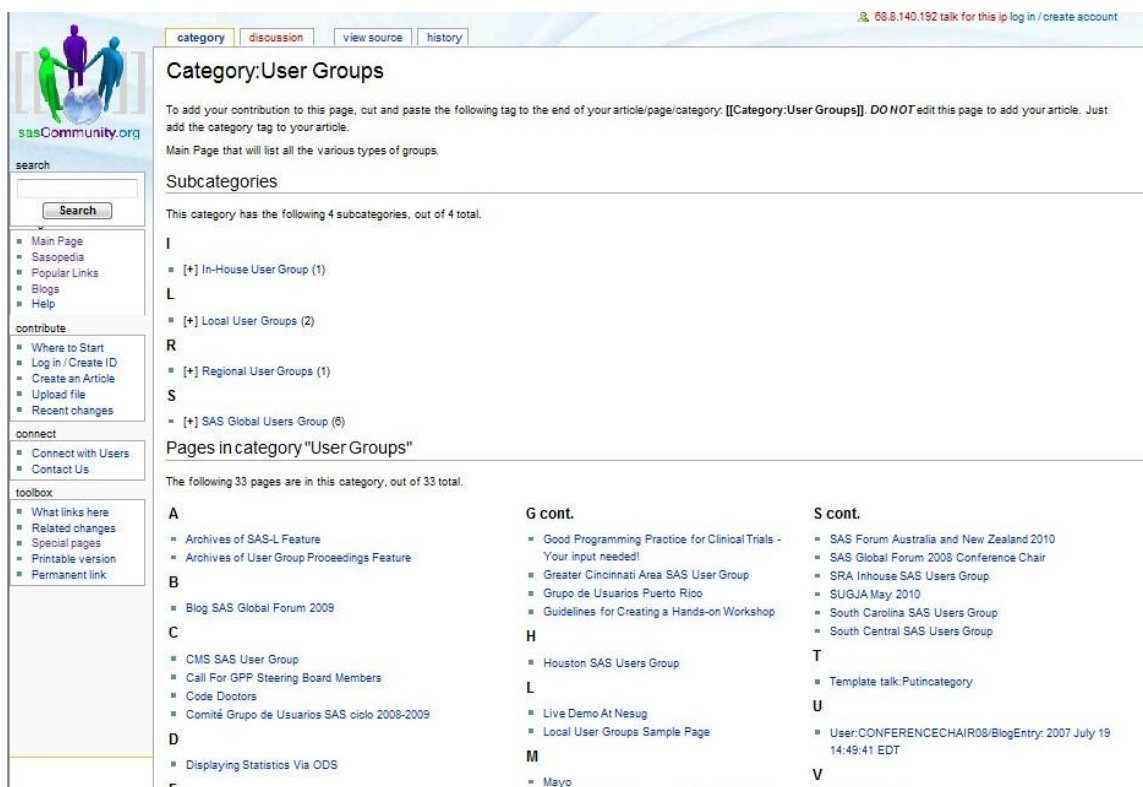 68.8.140.192 talk for this ip log in / create account
category discussion view source history
sasCommunity.org
search
Search
Main Page
Sasopedia
Popular Links
Blogs
Help
contribute
Where to Start
Log in / Create ID
Create an Article
Upload file
Recent changes
connect
Connect with Users
Contact Us
toolbox
What links here
Related changes
Special pages
Printable version
Permanent link
Category:User Groups
To add your contribution to this page, cut and paste the following tag to the end of your article/page/category: [[Category:User Groups]]. DO NOT edit this page to add your article. Just
add the category tag to your article.
Main Page that will list all the various types of groups.
Subcategories
This category has the following 4 subcategories, out of 4 total.
I
[+] In-House User Group (1)
L
[+] Local User Groups (2)
R
[+] Regional User Groups (1)
S
[+] SAS Global Users Group (6)
Pages in category "User Groups"
The following 33 pages are in this category, out of 33 total.
A
Archives of SAS-L Feature
Archives of User Group Proceedings Feature
B
Blog SAS Global Forum 2009
C
CMS SAS User Group
Call For GPP Steering Board Members
Code Doctors
Comité Grupo de Usuarios SAS ciclo 2008-2009
D
Displaying Statistics Via ODS
G cont.
Good Programming Practice for Clinical Trials -
Your input needed!
Greater Cincinnati Area SAS User Group
Grupo de Usuarios Puerto Rico
Guidelines for Creating a Hands-on Workshop
H
Houston SAS Users Group
L
Live Demo At Nesug
Local User Groups Sample Page
M
Mayo
S cont.
SAS Forum Australia and New Zealand 2010
SAS Global Forum 2008 Conference Chair
SRA Inhouse SAS Users Group
SUGJA May 2010
South Carolina SAS Users Group
South Central SAS Users Group
T
Template talk:Putincategory
U
User:CONFERENCECHAIR08/BlogEntry: 2007 July 19
14:49:41 EDT
V